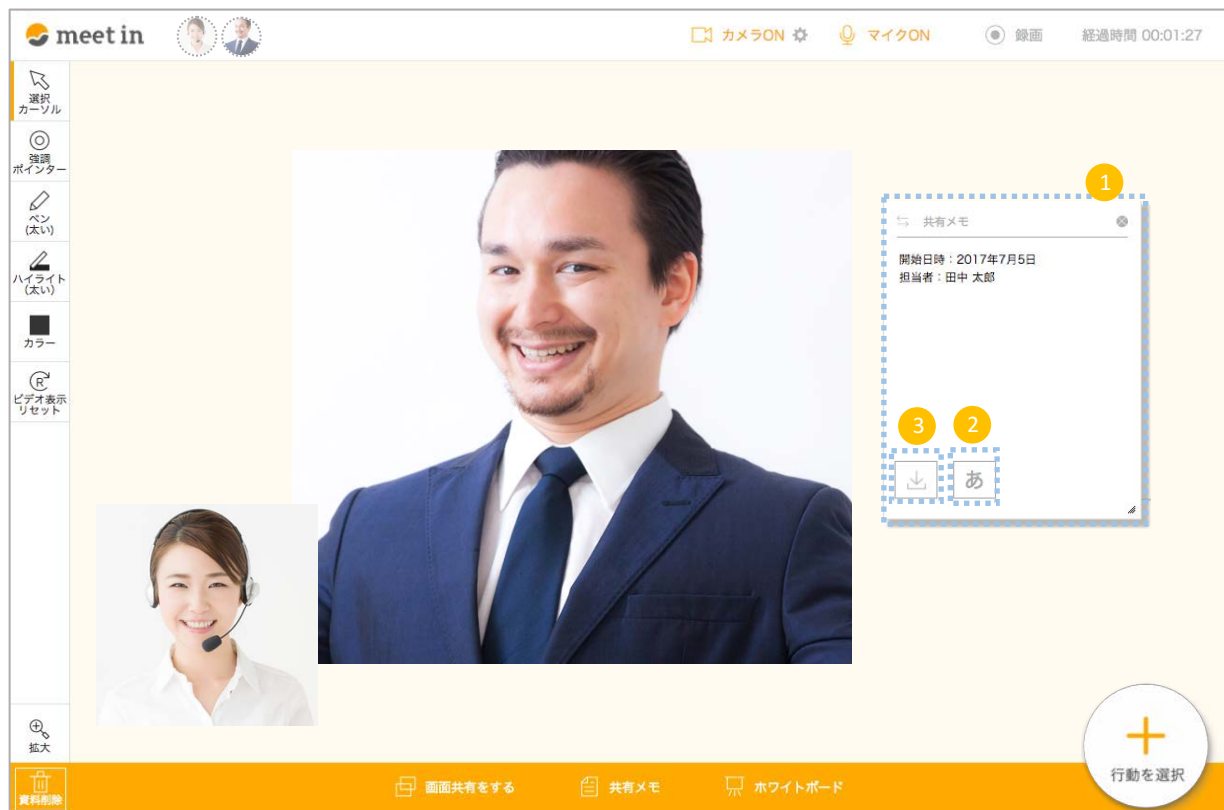 meet in
カメラON
マイクON
録画
経過時間 00:01:27
選択
カーソル
強調
ポインター
ペン
(太い)
ハイライト
(太い)
カラー
R
ビデオ表示
リセット
拡大
資料削除
1
共有メモ
開始日時：2017年7月5日
担当者：田中 太郎
3
2
あ
画面共有をする
共有メモ
ホワイトボード
行動を選択